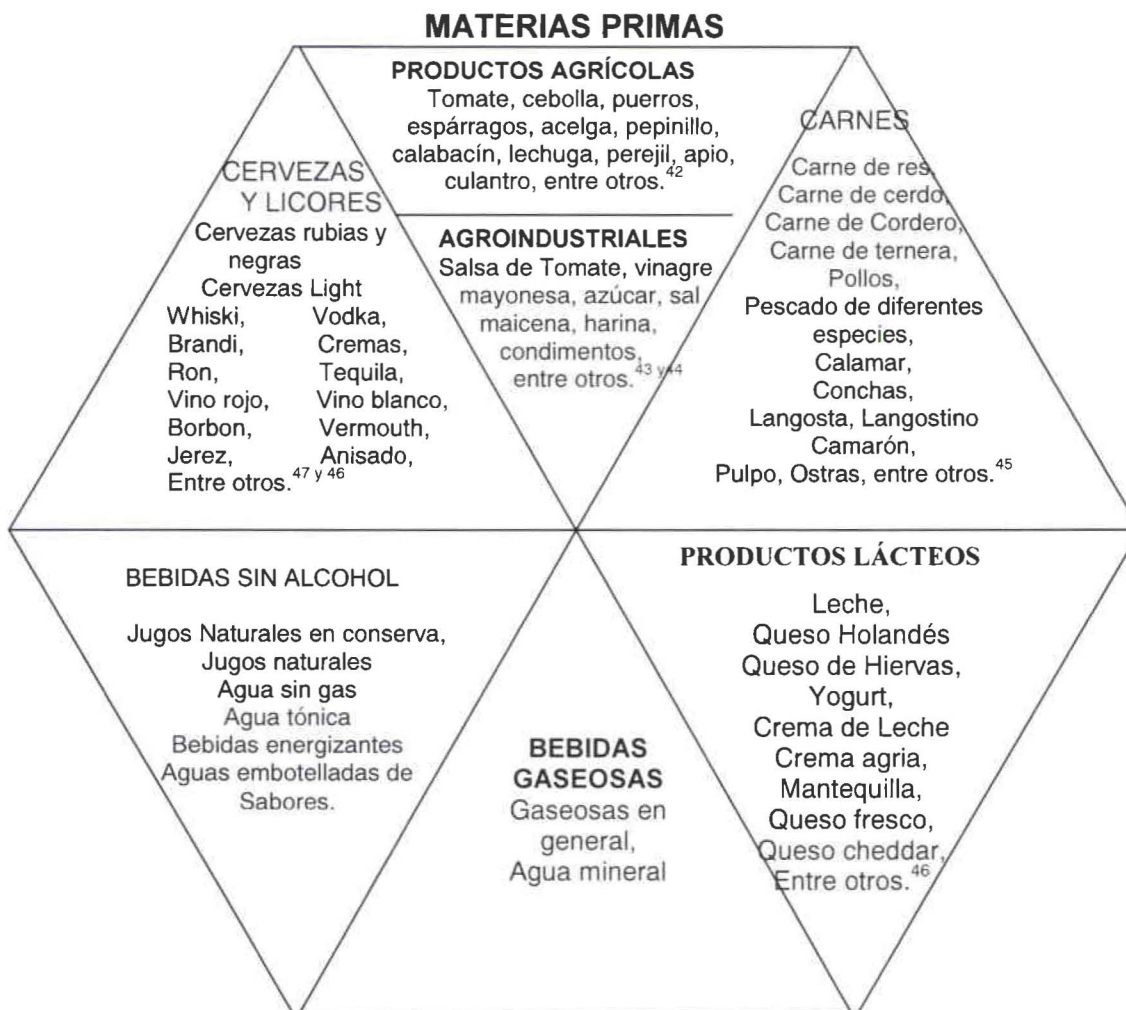 MATERIAS PRIMAS
PRODUCTOS AGRÍCOLAS
Tomate, cebolla, puerros,
espárragos, acelga, pepinillo,
calabacín, lechuga, perejil, apio,
culantro, entre otros.42
AGROINDUSTRIALES
Salsa de Tomate, vinagre
mayonesa, azúcar, sal
maicena, harina,
condimentos,
entre otros.43 y44
CERVEZAS
Y LICORES
Cervezas rubias y
negras
Cervezas Light
Whiski, Vodka,
Brandi, Cremas,
Ron, Tequila,
Vino rojo, Vino blanco,
Borbon, Vermouth,
Jerez, Anisado,
Entre otros.47 y 46
CARNES
Carne de res,
Carne de cerdo,
Carne de Cordero,
Carne de ternera,
Pollos,
Pescado de diferentes
especies,
Calamar,
Conchas,
Langosta, Langostino
Camarón,
Pulpo, Ostras, entre otros.45
BEBIDAS SIN ALCOHOL
Jugos Naturales en conserva,
Jugos naturales
Agua sin gas
Agua tónica
Bebidas energizantes
Aguas embotelladas de
Sabores.
BEBIDAS
GASEOSAS
Gaseosas en
general,
Agua mineral
PRODUCTOS LÁCTEOS
Leche,
Queso Holandés
Queso de Hiervas,
Yogurt,
Crema de Leche
Crema agria,
Mantequilla,
Queso fresco,
Queso cheddar,
Entre otros.46